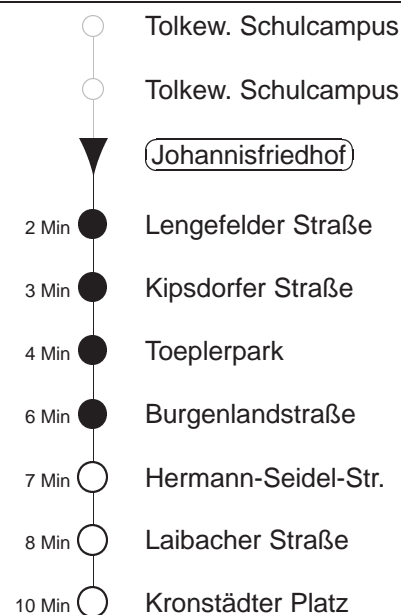 Tolkew. Schulcampus
Tolkew. Schulcampus
Johannisfriedhof
2 Min Lengefelder Straße
3 Min Kipsdorfer Straße
4 Min Toeplerpark
6 Min Burgenlandstraße
7 Min Hermann-Seidel-Str.
8 Min Laibacher Straße
10 Min Kronstädter Platz